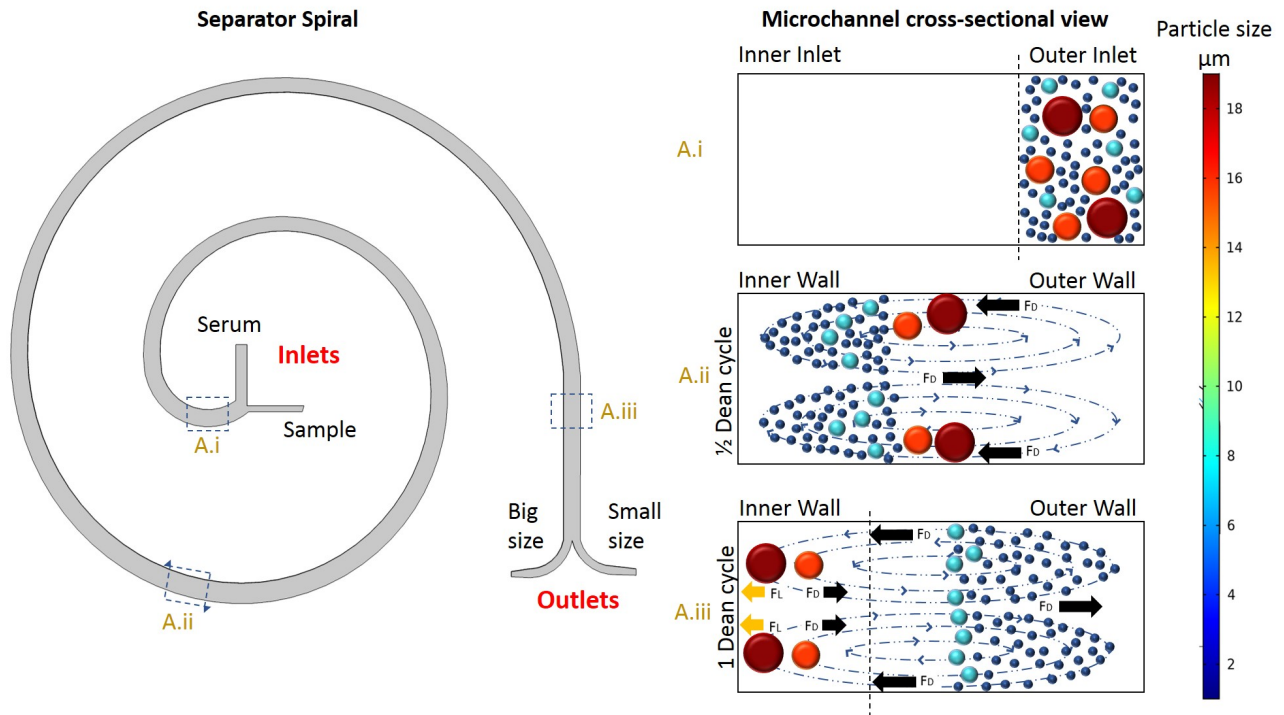 Separator Spiral
Serum
Inlets
Sample
A.i
A.ii
A.iii
Big
size
Small
size
Outlets
Microchannel cross-sectional view
Inner Inlet
Outer Inlet
A.i
Inner Wall
Outer Wall
A.ii
½ Dean cycle
FD
FD
FD
Inner Wall
Outer Wall
A.iii
1 Dean cycle
FD
FL
FD
FD
FL
FD
FD
Particle size
µm
18
16
14
12
10
8
6
4
2